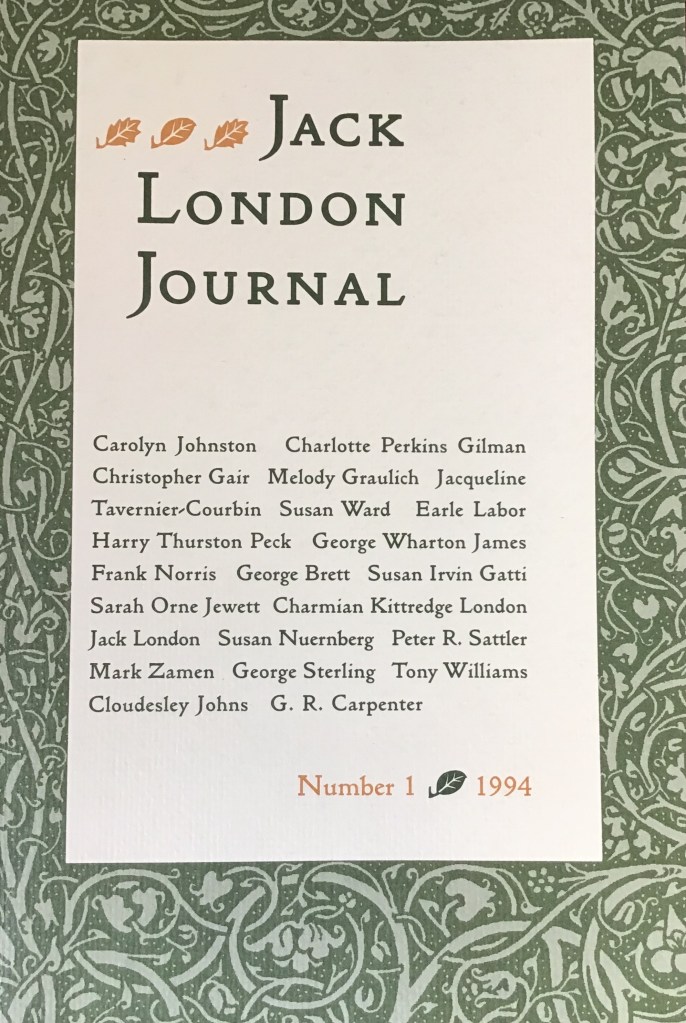 Jack
London
Journal
Carolyn Johnston Charlotte Perkins Gilman
Christopher Gair Melody Graulich Jacqueline
Tavernier-Courbin Susan Ward Earle Labor
Harry Thurston Peck George Wharton James
Frank Norris George Brett Susan Irvin Gatti
Sarah Orne Jewett Charmian Kittredge London
Jack London Susan Nuernberg Peter R. Sattler
Mark Zamen George Sterling Tony Williams
Cloudesley Johns G. R. Carpenter
Number 1 1994